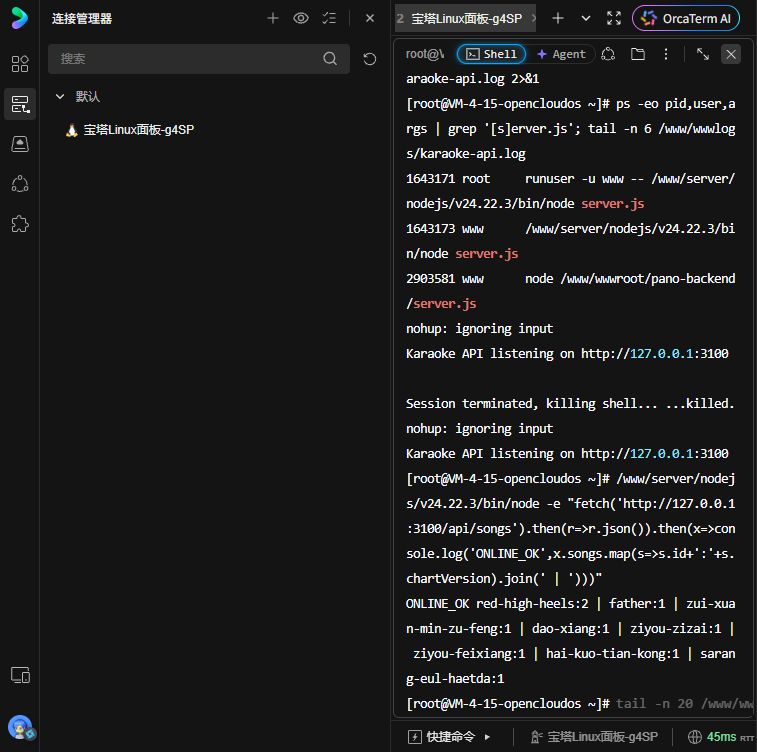 连接管理器
搜索
默认
宝塔Linux面板-g4SP
2 宝塔Linux面板-g4SP
OrcaTerm AI
root@\
Shell
Agent
araoke-api.log 2>&1
[root@VM-4-15-opencloudos ~]# ps -eo pid,user,a
rgs | grep '[s]erver.js'; tail -n 6 /www/wwwlog
s/karaoke-api.log
1643171 root     runuser -u www -- /www/server/
nodejs/v24.22.3/bin/node server.js
1643173 www      /www/server/nodejs/v24.22.3/bi
n/node server.js
2903581 www      node /www/wwwroot/pano-backend
/server.js
nohup: ignoring input
Karaoke API listening on http://127.0.0.1:3100
Session terminated, killing shell... ...killed.
nohup: ignoring input
Karaoke API listening on http://127.0.0.1:3100
[root@VM-4-15-opencloudos ~]# /www/server/nodej
s/v24.22.3/bin/node -e "fetch('http://127.0.0.1
:3100/api/songs').then(r=>r.json()).then(x=>con
sole.log('ONLINE_OK',x.songs.map(s=>s.id+':'+s.
chartVersion).join(' | ')))"
ONLINE_OK red-high-heels:2 | father:1 | zui-xua
n-min-zu-feng:1 | dao-xiang:1 | ziyou-zizai:1 |
 ziyou-feixiang:1 | hai-kuo-tian-kong:1 | saran
g-eul-haetda:1
[root@VM-4-15-opencloudos ~]# tail -n 20 /www/ww
快捷命令
宝塔Linux面板-g4SP
45ms RTT